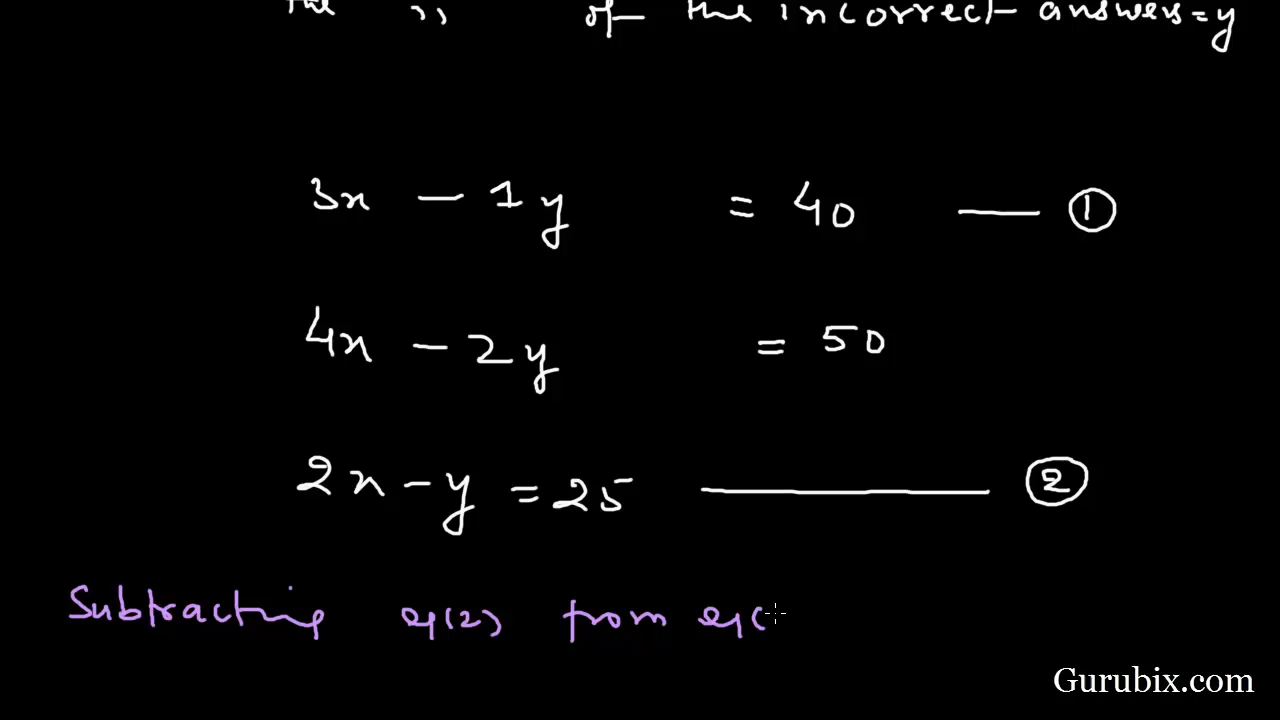 the " of the incorrect answers = y
3x - 1y = 40 —— ①
4x - 2y = 50
2x - y = 25 —— ②
Subtracting eq(2) from eq(
Gurubix.com